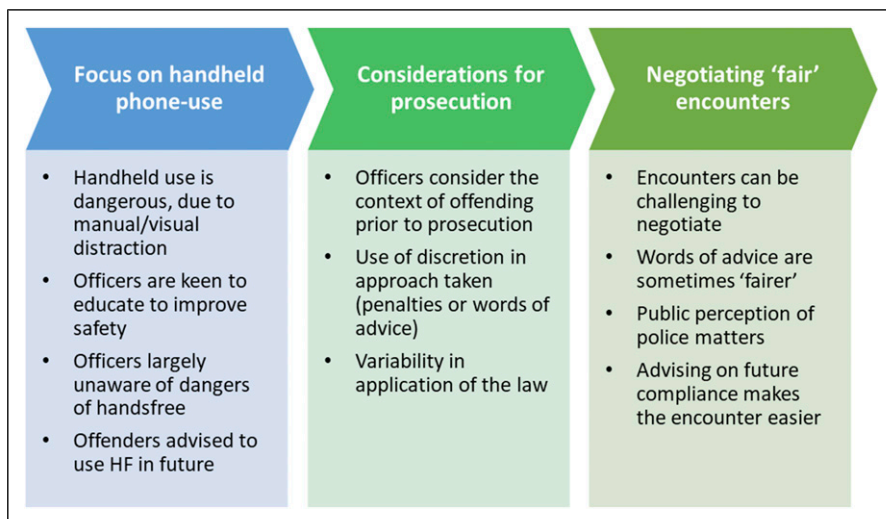 Focus on handheld
phone-use
• Handheld use is
dangerous, due to
manual/visual
distraction
• Officers are keen to
educate to improve
safety
• Officers largely
unaware of dangers
of handsfree
• Offenders advised to
use HF in future
Considerations for
prosecution
• Officers consider the
context of offending
prior to prosecution
• Use of discretion in
approach taken
(penalties or words of
advice)
• Variability in
application of the law
Negotiating ‘fair’
encounters
• Encounters can be
challenging to
negotiate
• Words of advice are
sometimes ‘fairer’
• Public perception of
police matters
• Advising on future
compliance makes
the encounter easier